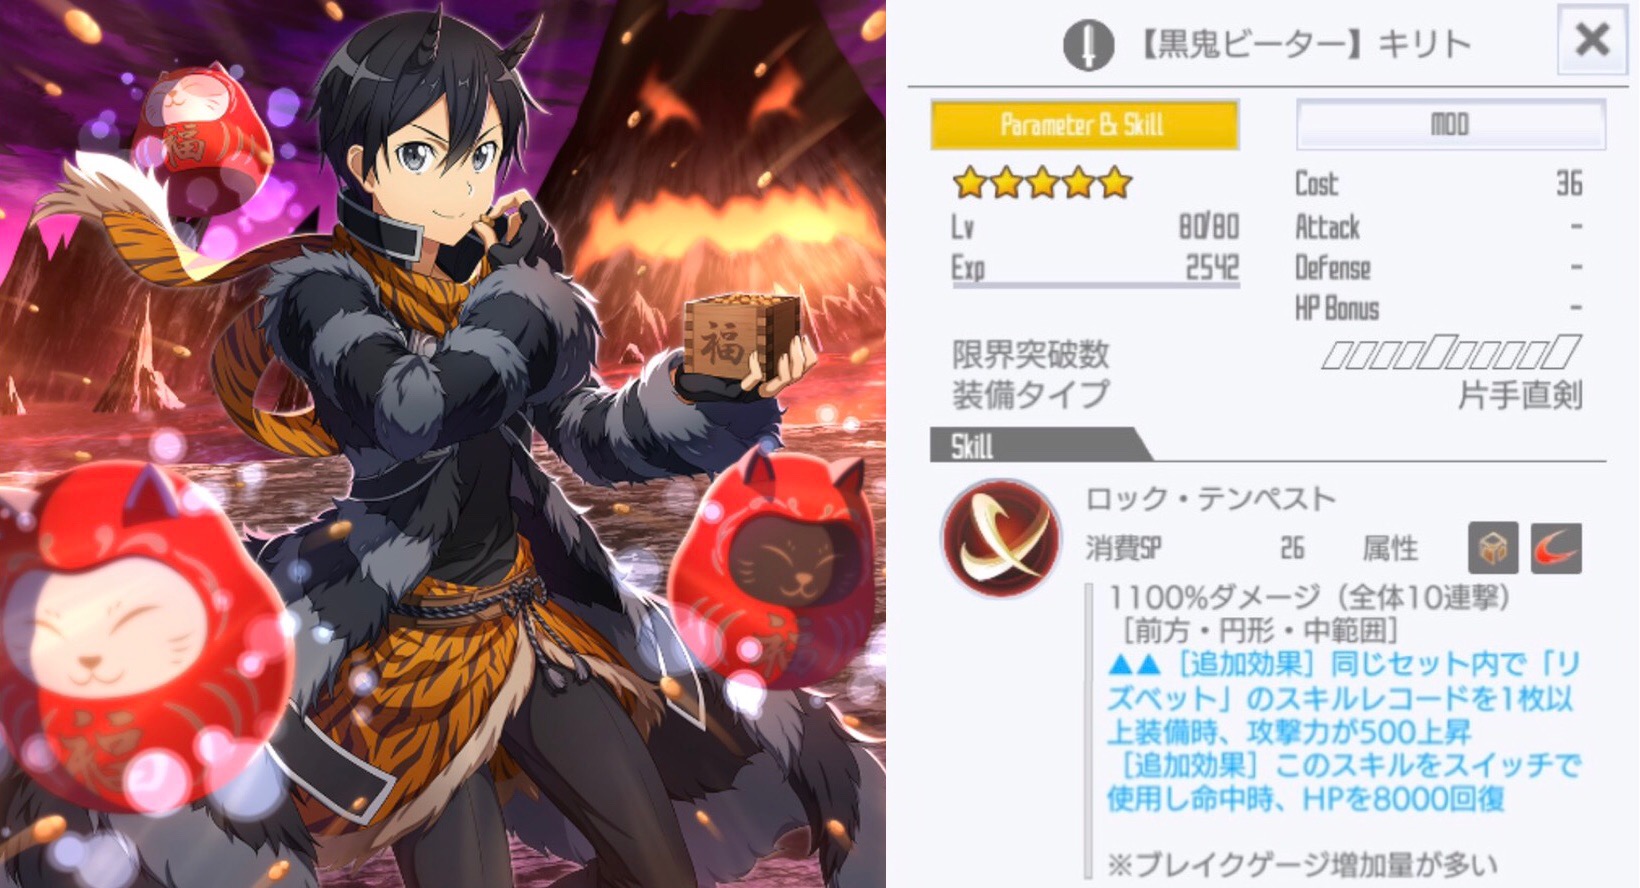 福
福
福
福
【黒鬼ビーター】キリト
Parameter & Skill
MOD
Lv 80/80
Exp 2542
Cost 36
Attack -
Defense -
HP Bonus -
限界突破数
装備タイプ 片手直剣
Skill
ロック・テンペスト
消費SP 26 属性
1100%ダメージ（全体10連撃）
［前方・円形・中範囲］
▲▲［追加効果］同じセット内で「リ
ズベット」のスキルレコードを1枚以
上装備時、攻撃力が500上昇
［追加効果］このスキルをスイッチで
使用し命中時、HPを8000回復
※ブレイクゲージ増加量が多い